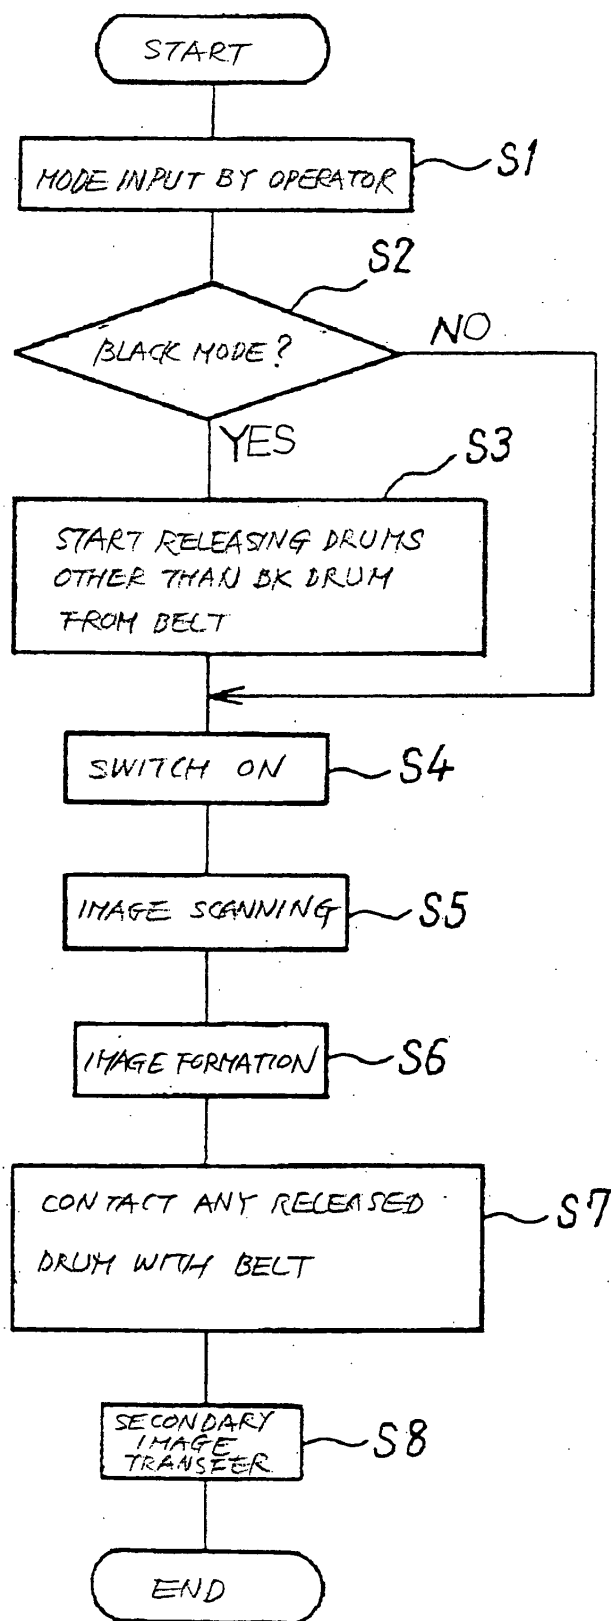 START
MODE INPUT BY OPERATOR
S1
S2
BLACK MODE?
NO
YES
S3
START RELEASING DRUMS
OTHER THAN BK DRUM
FROM BELT
SWITCH ON
S4
IMAGE SCANNING
S5
IMAGE FORMATION
S6
CONTACT ANY RELEASED
DRUM WITH BELT
S7
SECONDARY
IMAGE
TRANSFER
S8
END